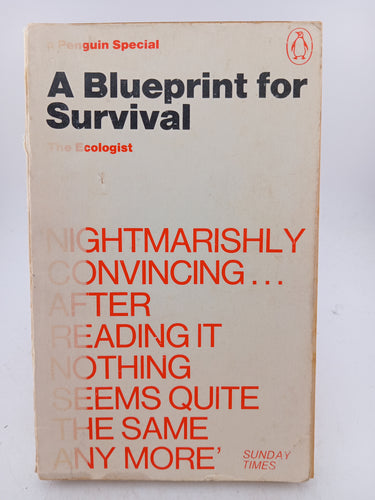 A Penguin Special
A Blueprint for
Survival
The Ecologist
NIGHTMARISHLY
CONVINCING...
AFTER
READING IT
NOTHING
SEEMS QUITE
THE SAME
ANY MORE'
SUNDAY
TIMES